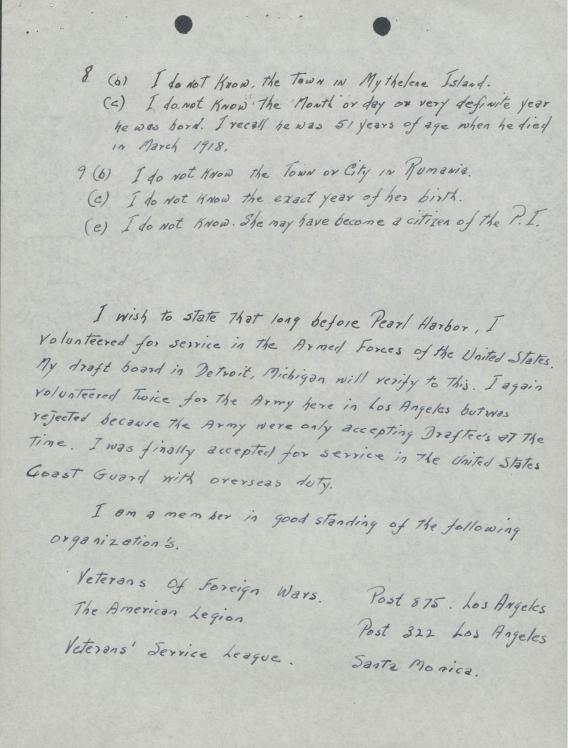 8 (b) I do not Know, the Town in Mythelene Island.
(c) I do not Know the Month or day or very definite year
he was born. I recall he was 51 years of age when he died
in March 1918.
9 (b) I do not Know the Town or City in Rumania.
(c) I do not Know the exact year of her birth.
(e) I do not Know. She may have become a citizen of the P.I.
I wish to state that long before Pearl Harbor, I
volunteered for service in the Armed Forces of the United States.
My draft board in Detroit, Michigan will verify to this. I again
volunteered Twice for the Army here in Los Angeles but was
rejected because the Army were only accepting Draftee's at the
time. I was finally accepted for service in the United States
Coast Guard with overseas duty.
I am a member in good standing of the following
organization's.
Veterans Of Foreign Wars. Post 875. Los Angeles
The American Legion Post 322 Los Angeles
Veterans' Service League. Santa Monica.